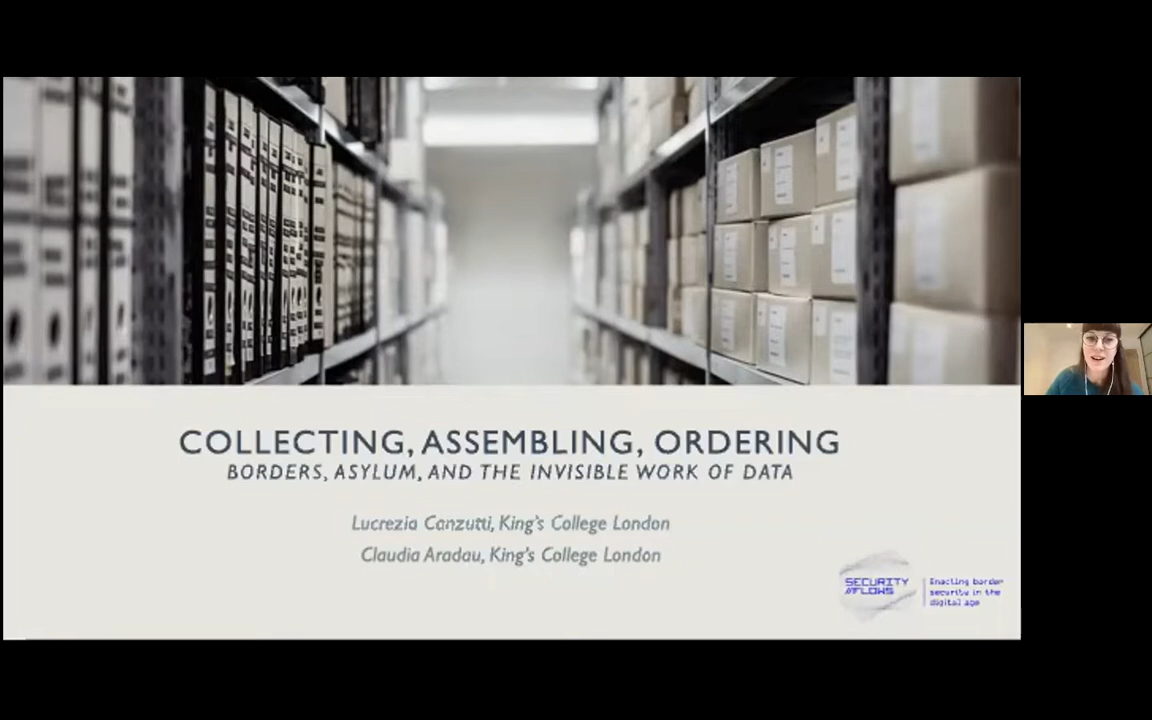 COLLECTING, ASSEMBLING, ORDERING
BORDERS, ASYLUM, AND THE INVISIBLE WORK OF DATA
Lucrezia Canzutti, King's College London
Claudia Aradau, King's College London
SECURITY
FLOWS
Enacting border
security in the
digital age